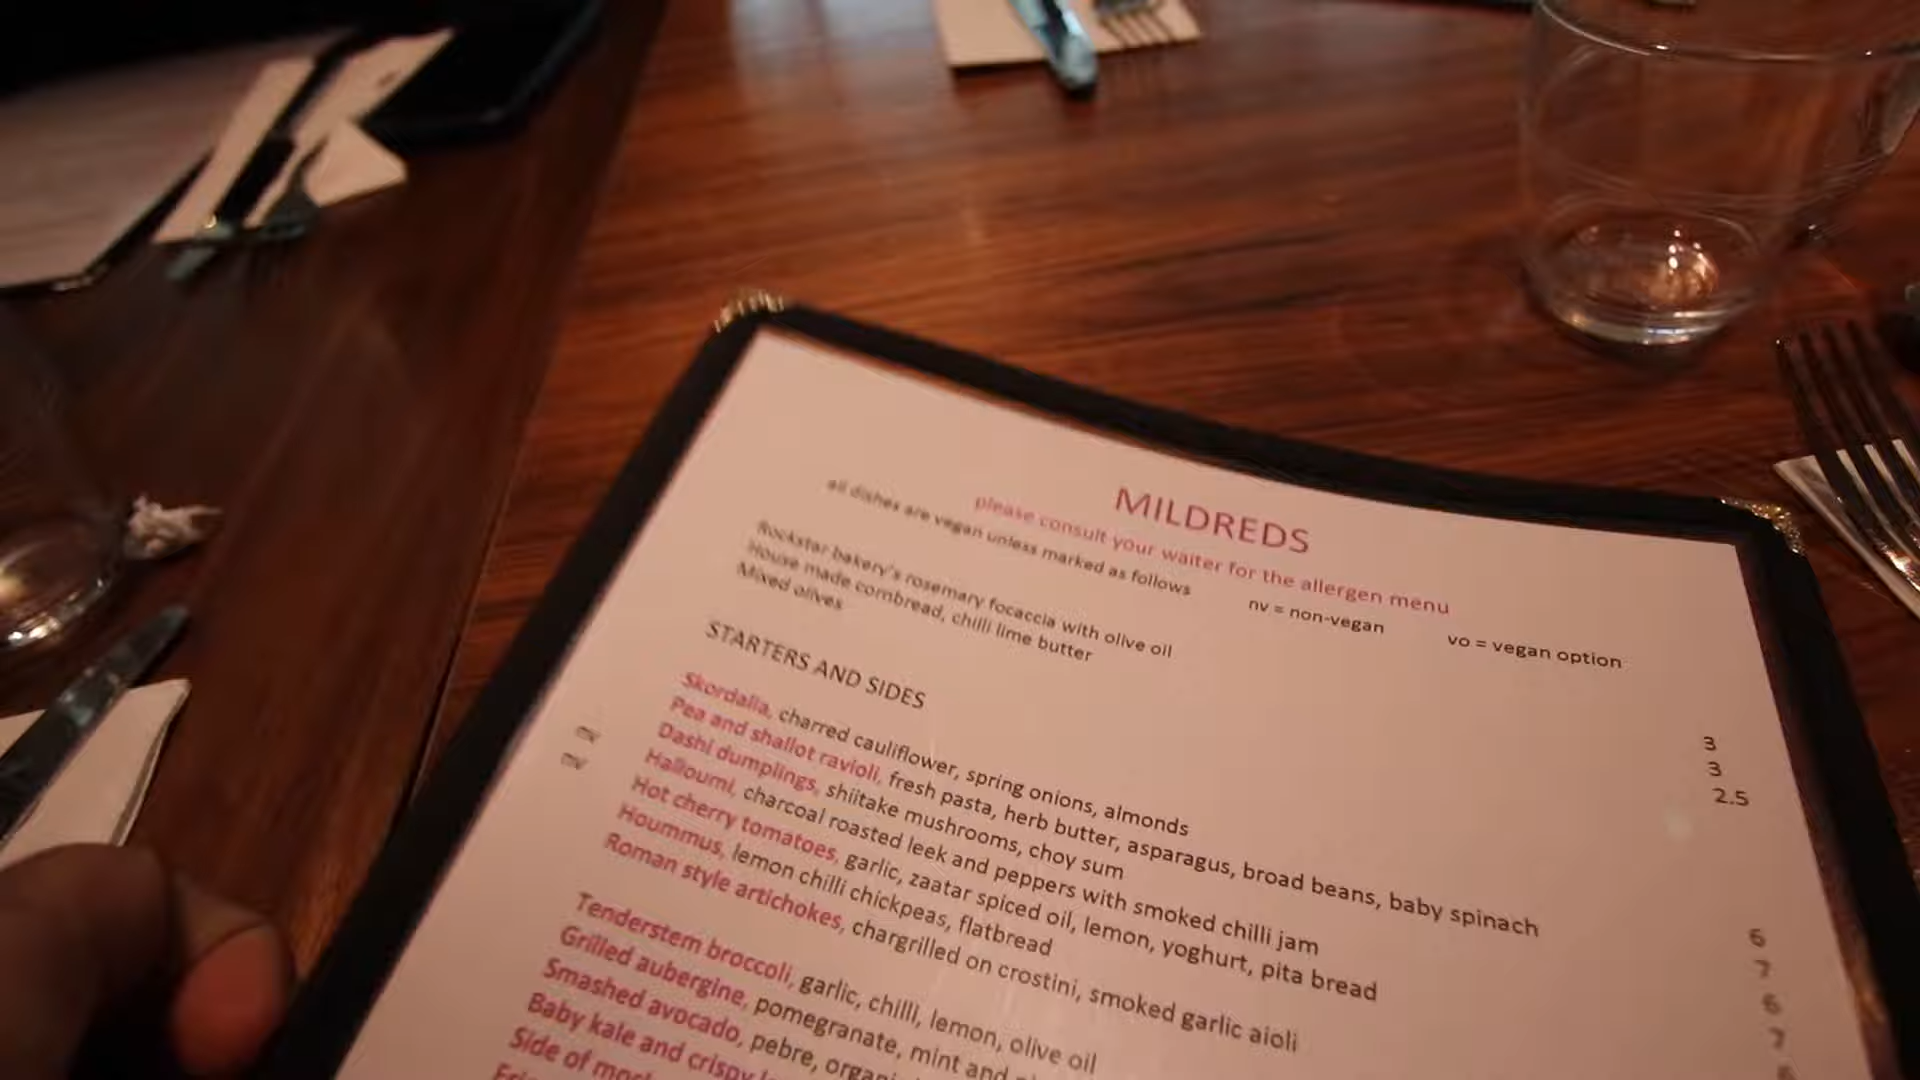 MILDREDS
please consult your waiter for the allergen menu
all dishes are vegan unless marked as follows nv = non-vegan vo = vegan option
Rockstar bakery's rosemary focaccia with olive oil 3
House made cornbread, chilli lime butter 3
Mixed olives 2.5
STARTERS AND SIDES
Skordalia, charred cauliflower, spring onions, almonds 6
Pea and shallot ravioli, fresh pasta, herb butter, asparagus, broad beans, baby spinach 7
Dashi dumplings, shiitake mushrooms, choy sum 6
nv Halloumi, charcoal roasted leek and peppers with smoked chilli jam 7
nv Hot cherry tomatoes, garlic, zaatar spiced oil, lemon, yoghurt, pita bread
Hoummus, lemon chilli chickpeas, flatbread
Roman style artichokes, chargrilled on crostini, smoked garlic aioli
Tenderstem broccoli, garlic, chilli, lemon, olive oil
Grilled aubergine, pomegranate, mint and
Smashed avocado, pebre,
Baby kale and crispy
Side of